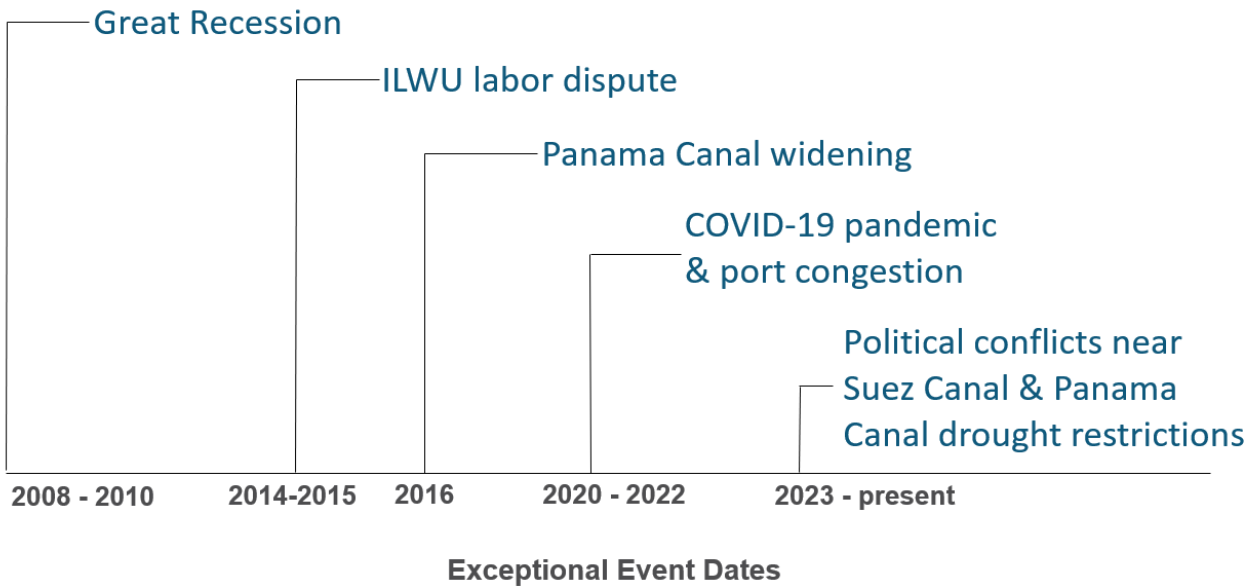 Great Recession
ILWU labor dispute
Panama Canal widening
COVID-19 pandemic
& port congestion
Political conflicts near
Suez Canal & Panama
Canal drought restrictions
2008 - 2010
2014-2015
2016
2020 - 2022
2023 - present
Exceptional Event Dates